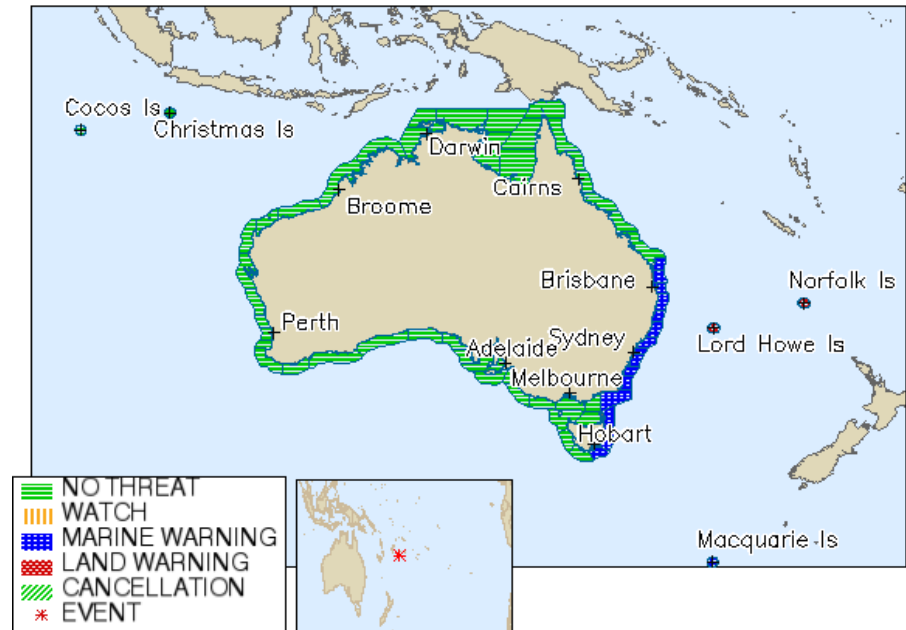 Cocos Is
Christmas Is
Darwin
Cairns
Broome
Brisbane
Norfolk Is
Perth
Sydney
Lord Howe Is
Adelaide
Melbourne
Hobart
Macquarie Is
NO THREAT
WATCH
MARINE WARNING
LAND WARNING
CANCELLATION
EVENT